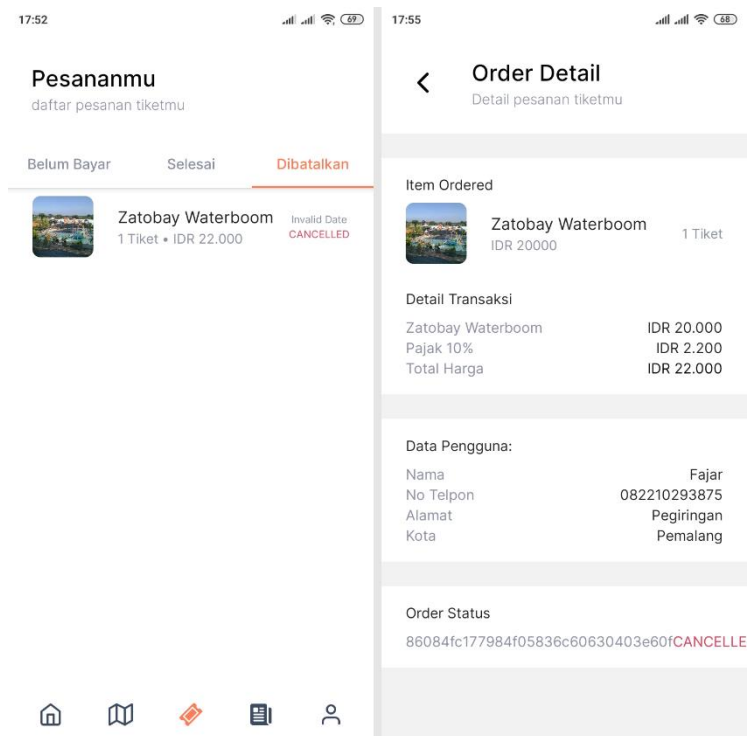 17:52
69
Pesananmu
daftar pesanan tiketmu
Belum Bayar
Selesai
Dibatalkan
Zatobay Waterboom
Invalid Date
1 Tiket • IDR 22.000
CANCELLED
17:55
68
Order Detail
Detail pesanan tiketmu
Item Ordered
Zatobay Waterboom
IDR 20000
1 Tiket
Detail Transaksi
Zatobay Waterboom IDR 20.000
Pajak 10% IDR 2.200
Total Harga IDR 22.000
Data Pengguna:
Nama Fajar
No Telpon 082210293875
Alamat Pegiringan
Kota Pemalang
Order Status
86084fc177984f05836c60630403e60fCANCELLE